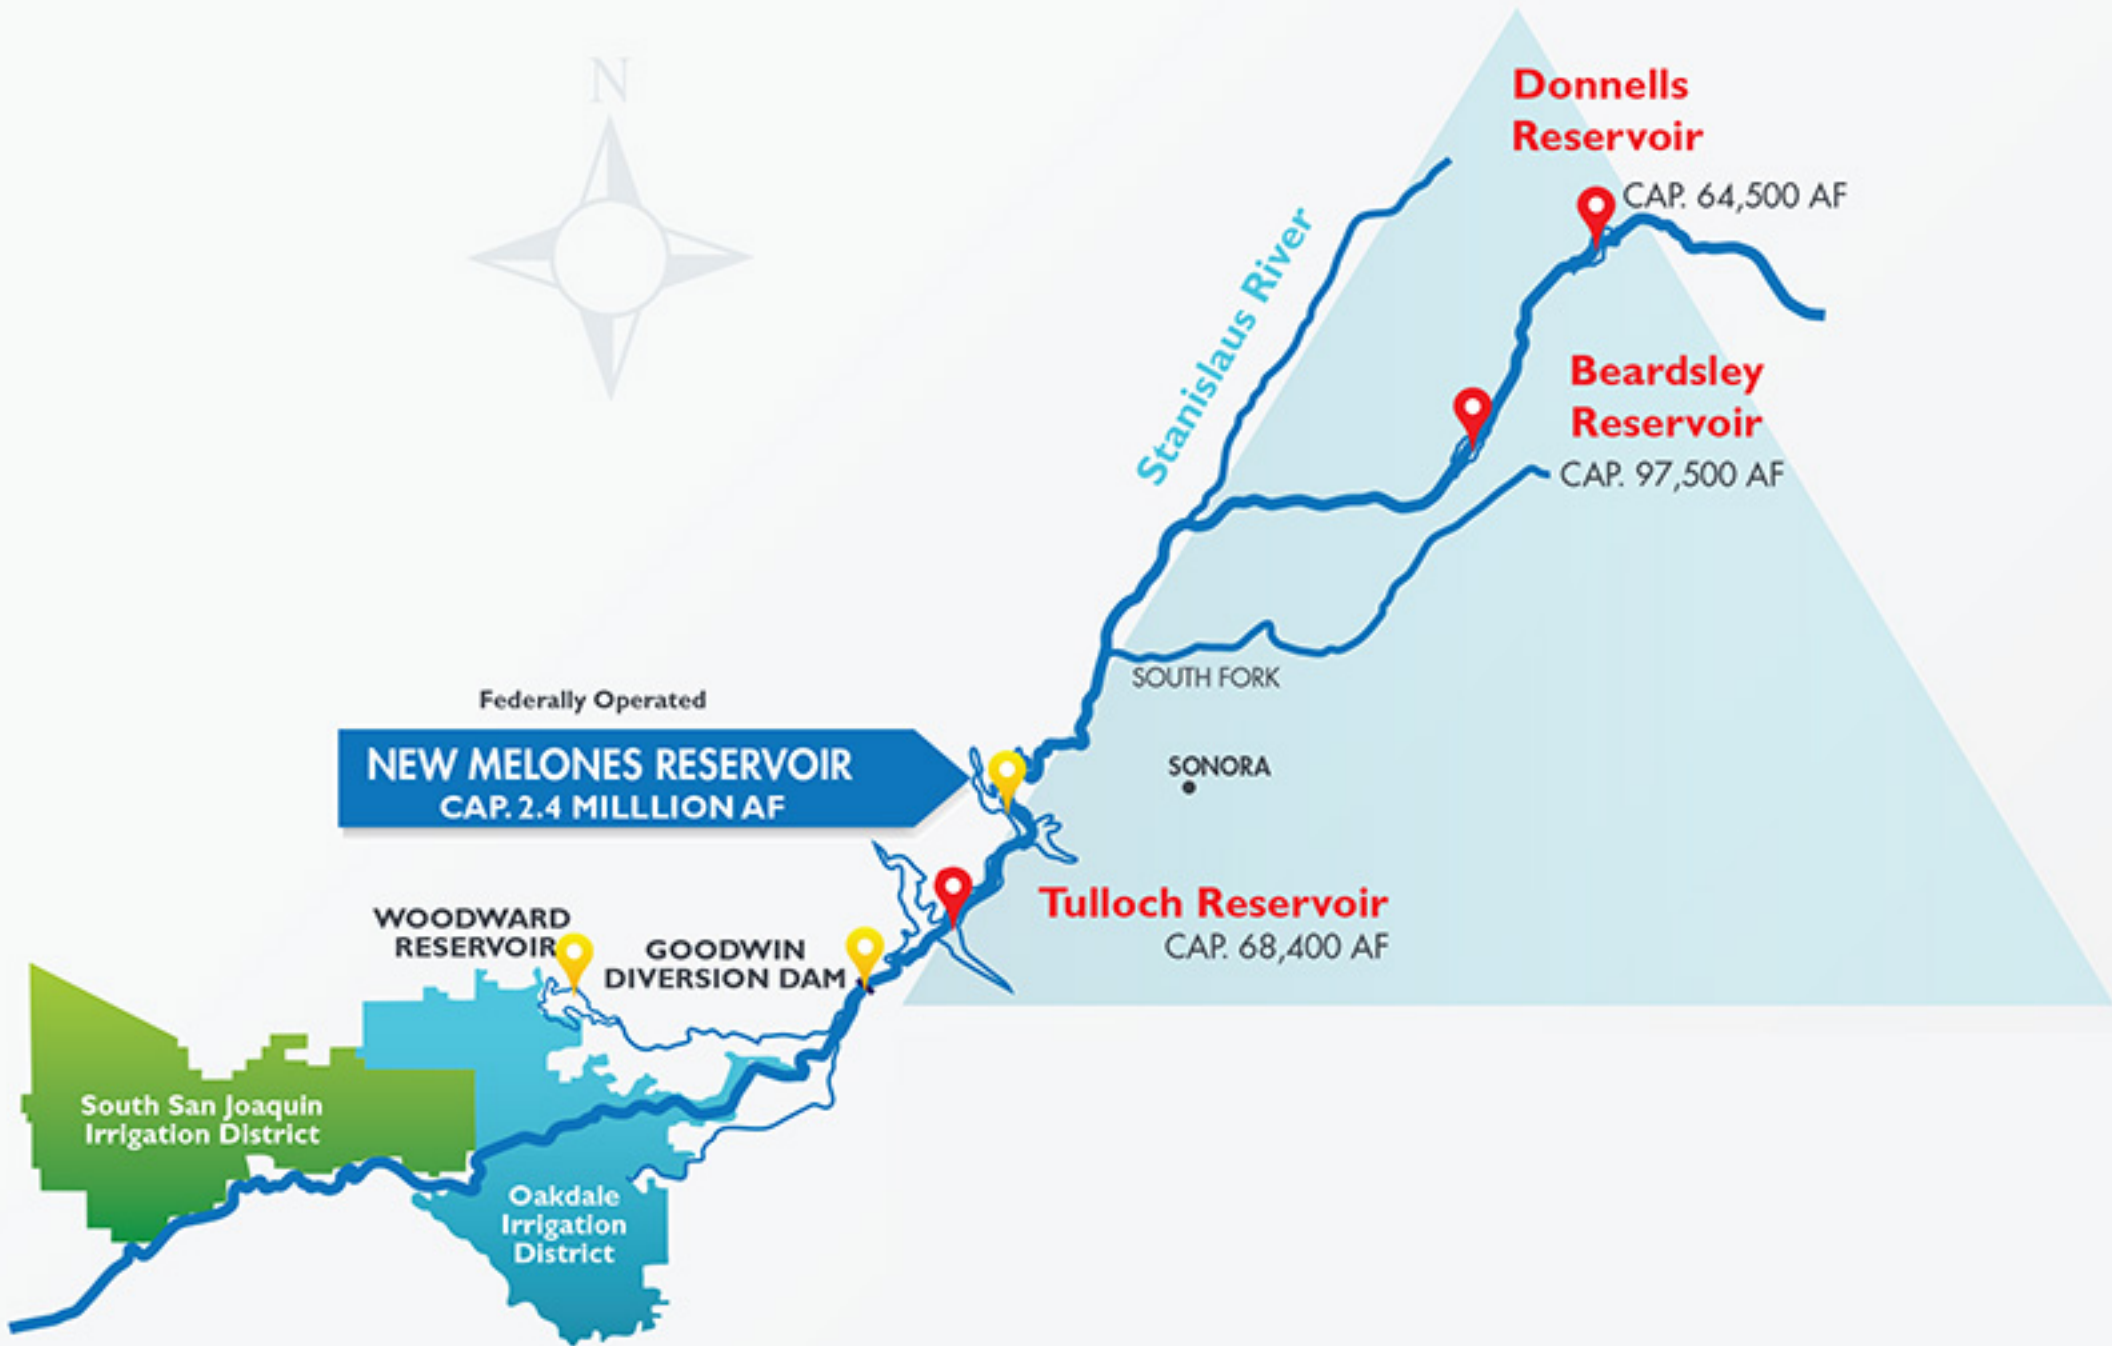 N
Donnells
Reservoir
CAP. 64,500 AF
Stanislaus River
Beardsley
Reservoir
CAP. 97,500 AF
SOUTH FORK
Federally Operated
NEW MELONES RESERVOIR
CAP. 2.4 MILLLION AF
SONORA
Tulloch Reservoir
CAP. 68,400 AF
WOODWARD
RESERVOIR
GOODWIN
DIVERSION DAM
South San Joaquin
Irrigation District
Oakdale
Irrigation
District